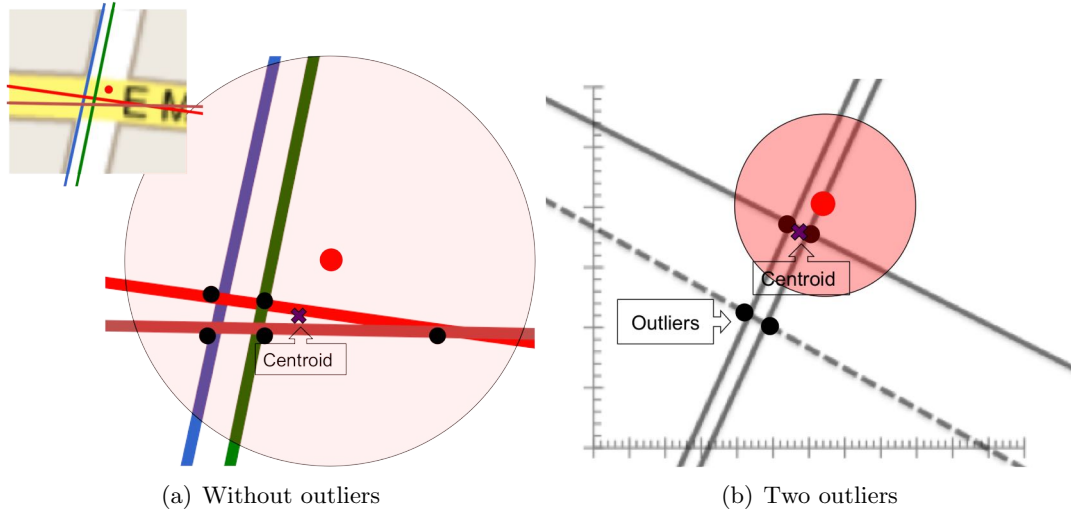 E M
Centroid
Centroid
Outliers
(a) Without outliers
(b) Two outliers